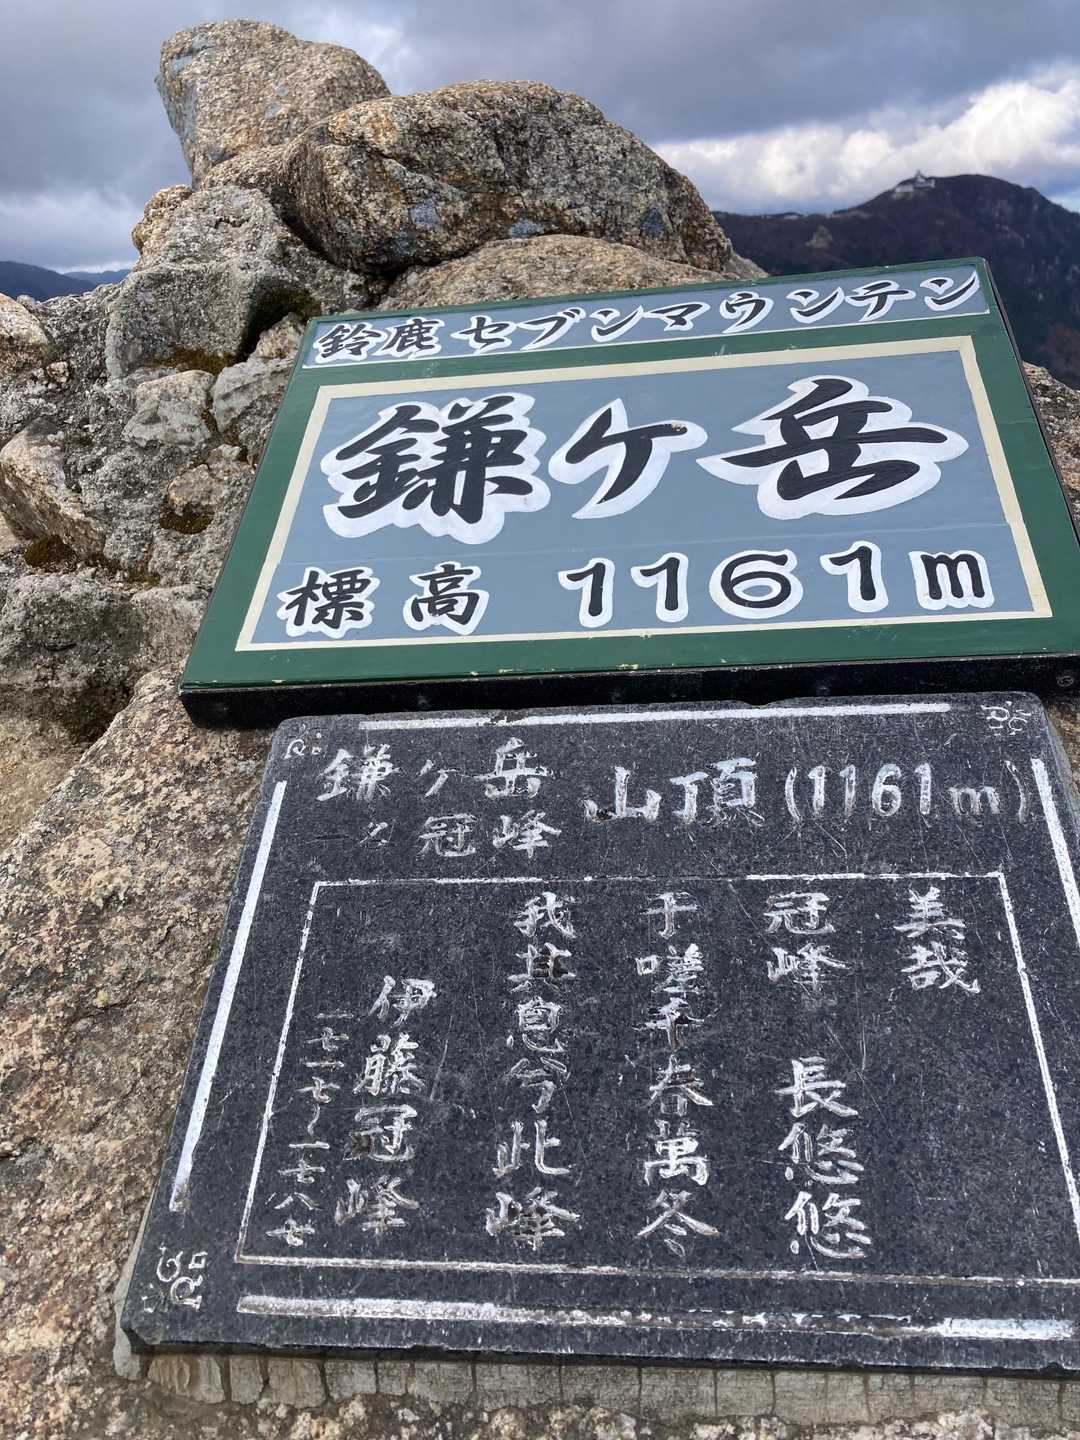 鈴鹿セブンマウンテン
鎌ヶ岳
標高 1161m
鎌ヶ岳 山頂 (1161m)
冠峰
美哉
冠峰 長悠悠
于嗟千春萬冬
我其息兮此峰
伊藤冠峰
一七一七〜一七八七